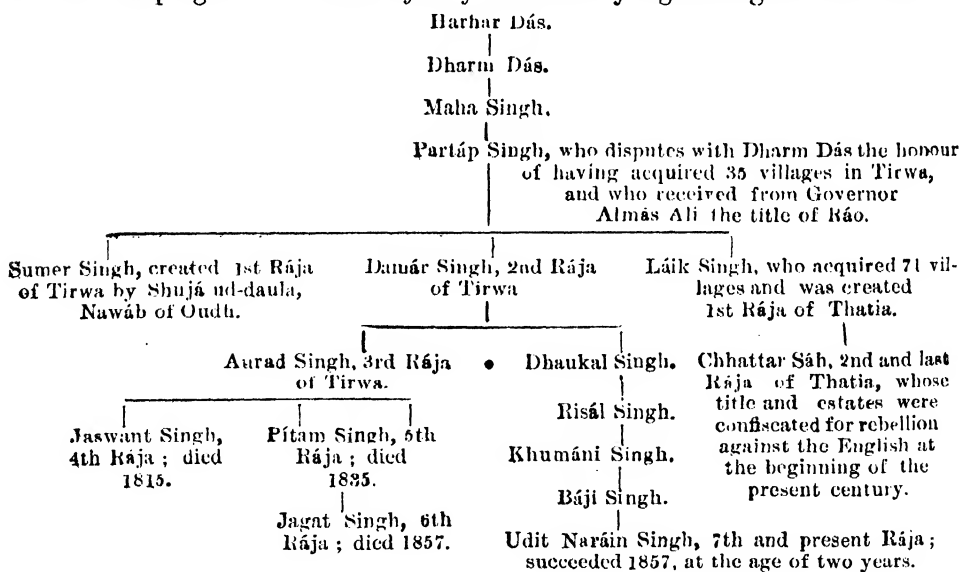 Harhar Dás.
Dharm Dás.
Maha Singh.
Partáp Singh, who disputes with Dharm Dás the honour
of having acquired 35 villages in Tirwa,
and who received from Governor
Almás Ali the title of Ráo.
Sumer Singh, created 1st Rája
of Tirwa by Shujá ud-daula,
Nawáb of Oudh.
Danuár Singh, 2nd Rája
of Tirwa
Láik Singh, who acquired 71 vil-
lages and was created
1st Rája of Thatia.
Aurad Singh, 3rd Rája
of Tirwa.
Dhaukal Singh.
Chhattar Sáh, 2nd and last
Rája of Thatia, whose
title and estates were
confiscated for rebellion
against the English at
the beginning of the
present century.
Risál Singh.
Jaswant Singh,
4th Rája ; died
1815.
Pítam Singh, 5th
Rája ; died
1835.
Khumáni Singh.
Báji Singh.
Jagat Singh, 6th
Rája ; died 1857.
Udit Naráin Singh, 7th and present Rája ;
succeeded 1857, at the age of two years.